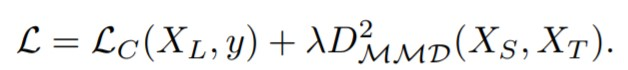 ℒ = ℒ_C(X_L, y) + λD²_ℳℳ𝒟(X_S, X_T).